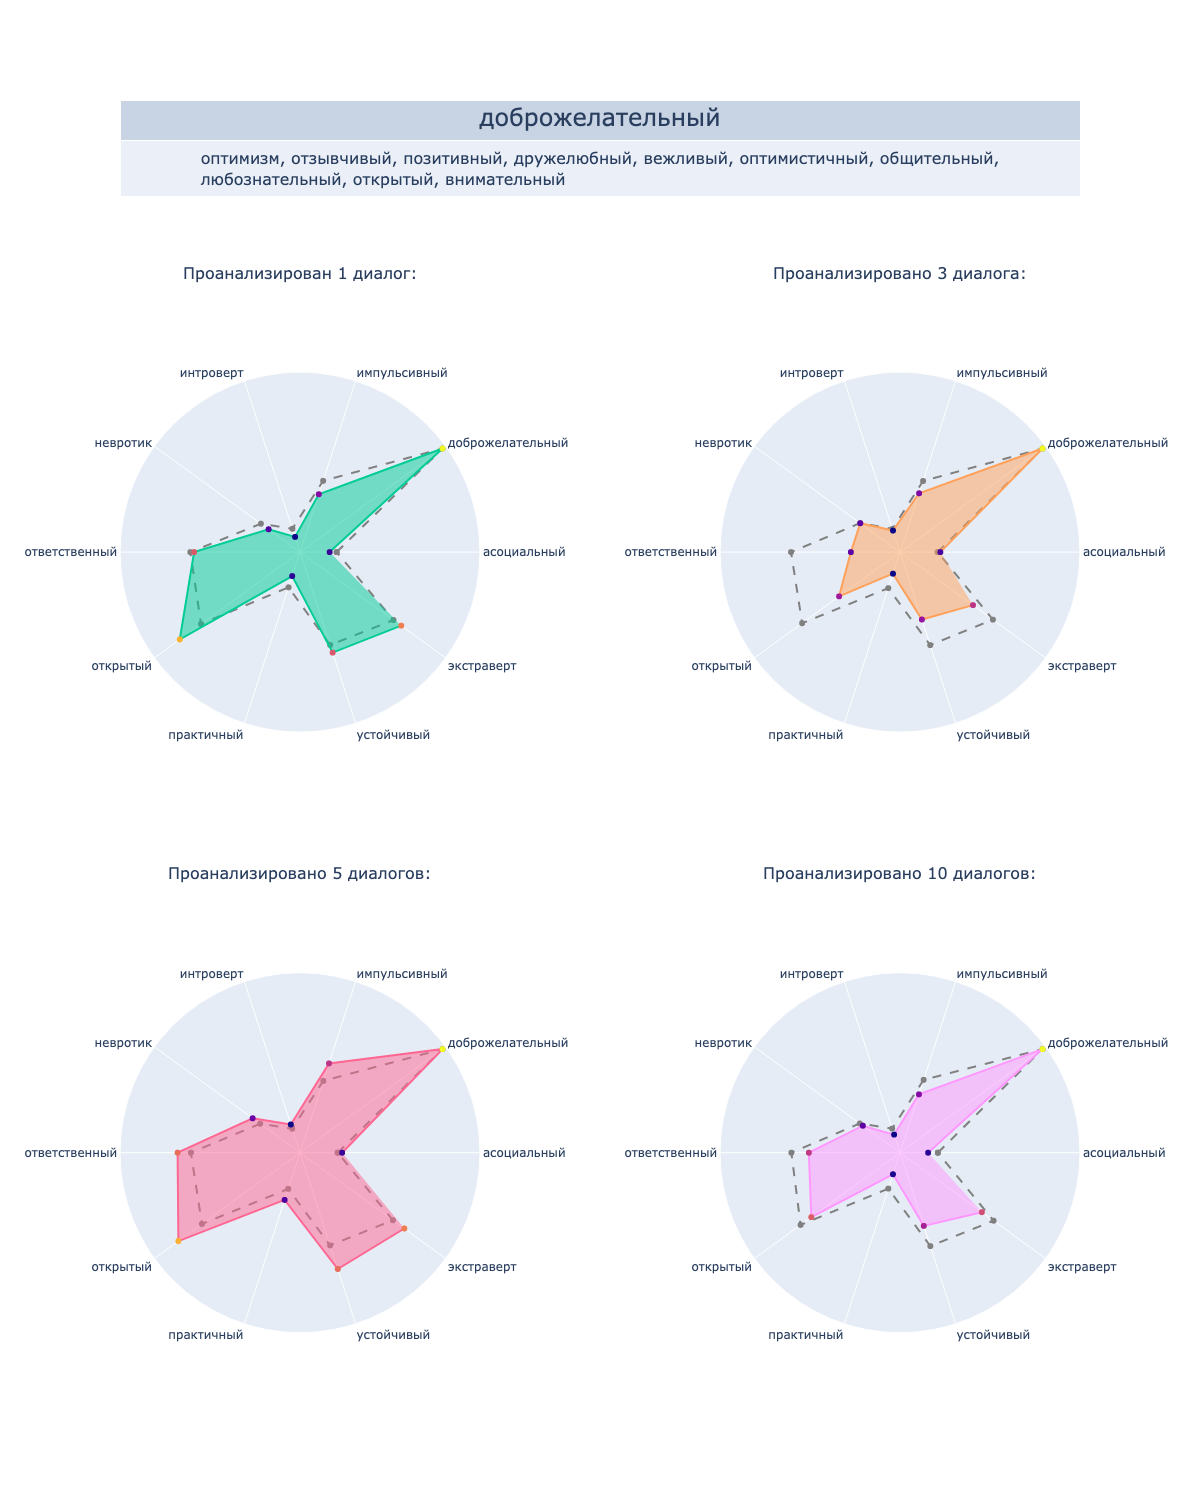 доброжелательный
оптимизм, отзывчивый, позитивный, дружелюбный, вежливый, оптимистичный, общительный,
любознательный, открытый, внимательный
Проанализирован 1 диалог:
интроверт
импульсивный
невротик
доброжелательный
ответственный
асоциальный
открытый
экстраверт
практичный
устойчивый
Проанализировано 3 диалога:
интроверт
импульсивный
невротик
доброжелательный
ответственный
асоциальный
открытый
экстраверт
практичный
устойчивый
Проанализировано 5 диалогов:
интроверт
импульсивный
невротик
доброжелательный
ответственный
асоциальный
открытый
экстраверт
практичный
устойчивый
Проанализировано 10 диалогов:
интроверт
импульсивный
невротик
доброжелательный
ответственный
асоциальный
открытый
экстраверт
практичный
устойчивый